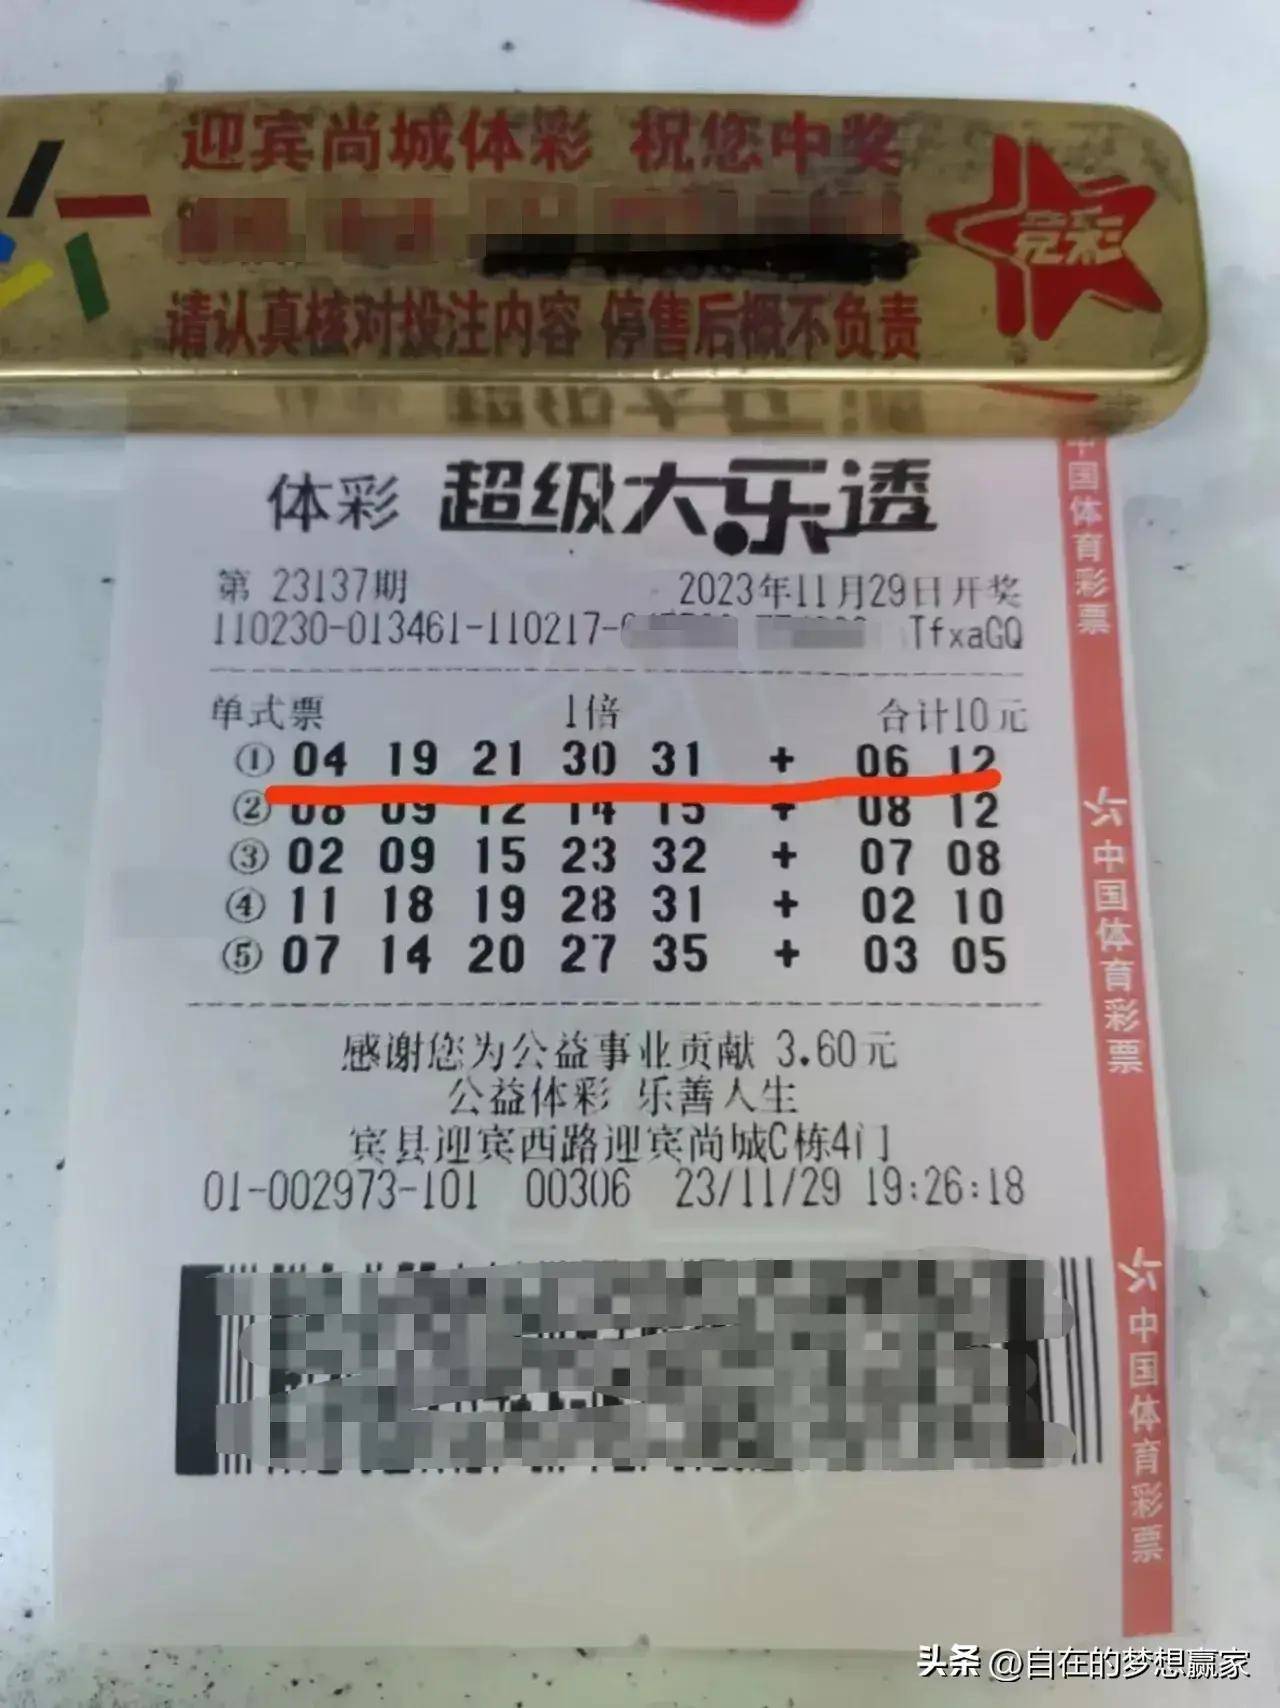 迎宾尚城体彩 祝您中奖
竞彩
请认真核对投注内容 停售后概不负责
体彩 超级大乐透
第 23137期 2023年11月29日开奖
110230-013461-110217- TfxaGQ
单式票 1倍 合计10元
① 04 19 21 30 31 + 06 12
② 08 09 12 14 15 + 08 12
③ 02 09 15 23 32 + 07 08
④ 11 18 19 28 31 + 02 10
⑤ 07 14 20 27 35 + 03 05
感谢您为公益事业贡献 3.60元
公益体彩 乐善人生
宾县迎宾西路迎宾尚城C栋4门
01-002973-101 00306 23/11/29 19:26:18
中国体育彩票
中国体育彩票
中国体育彩票
头条 @自在的梦想赢家